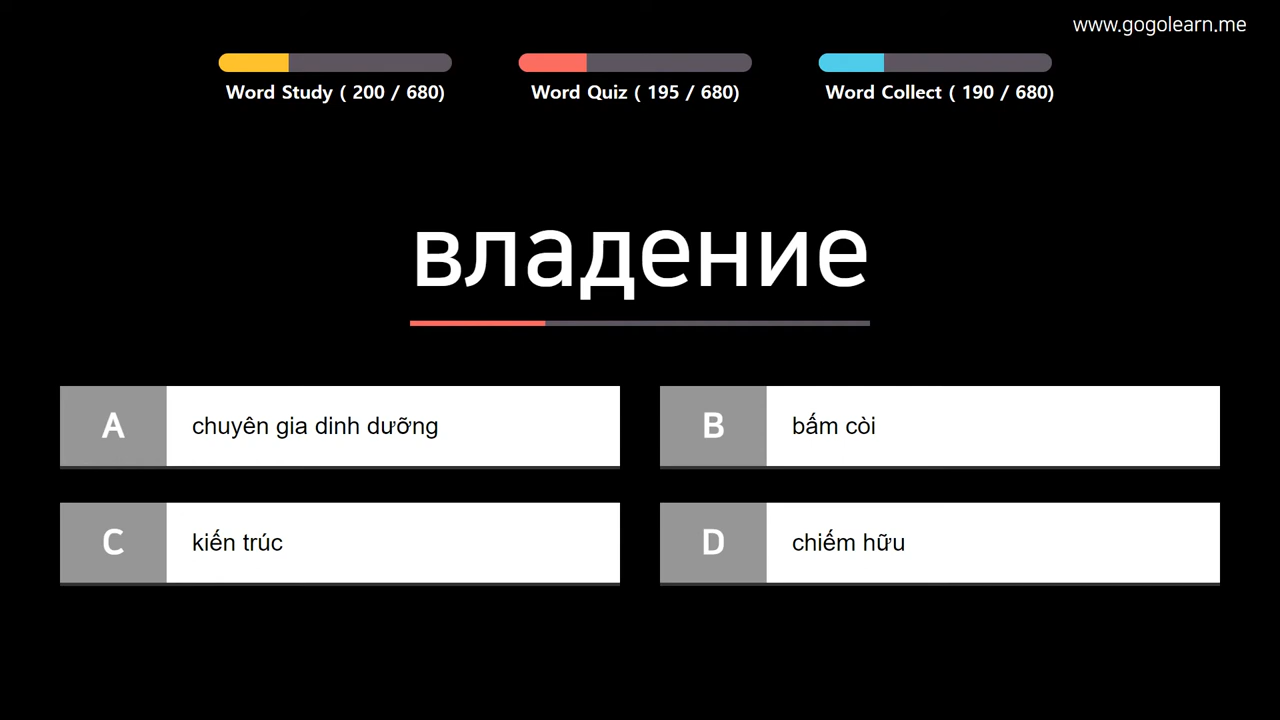 www.gogolearn.me
Word Study ( 200 / 680)
Word Quiz ( 195 / 680)
Word Collect ( 190 / 680)
владение
A chuyên gia dinh dưỡng
B bấm còi
C kiến trúc
D chiếm hữu